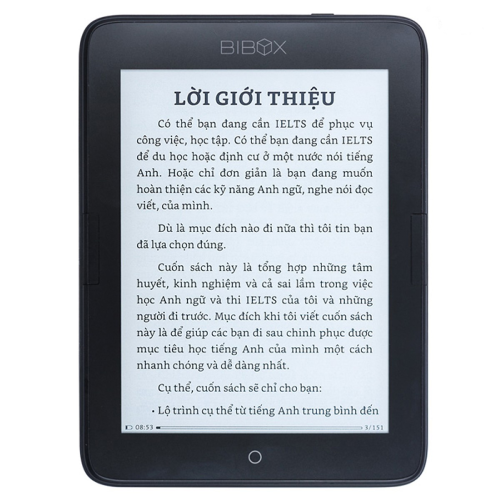 BIBOX
LỜI GIỚI THIỆU
Có thể bạn đang cần IELTS để phục vụ
công việc, học tập. Có thể bạn đang cần IELTS
để du học hoặc định cư ở một nước nói tiếng
Anh. Hoặc chỉ đơn giản là bạn đang muốn
hoàn thiện các kỹ năng Anh ngữ, nghe nói đọc
viết, của mình.
Dù là mục đích nào đi nữa thì tôi tin bạn
đã lựa chọn đúng.
Cuốn sách này là tổng hợp những tâm
huyết, kinh nghiệm và cả sai lầm trong việc
học Anh ngữ và thi IELTS của tôi và những
người đi trước. Mục đích khi tôi viết cuốn sách
này là để giúp các bạn đi sau chinh phục được
mục tiêu học tiếng Anh của mình một cách
nhanh chóng và dễ dàng nhất.
Cụ thể, cuốn sách sẽ chỉ cho bạn:
• Lộ trình cụ thể từ tiếng Anh trung bình đến
08:53 3/151